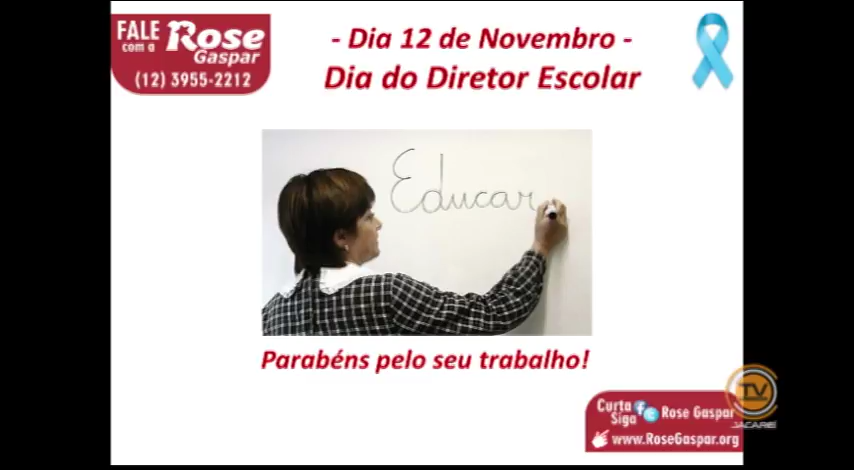 FALE
com a
Rose
Gaspar
(12) 3955-2212
- Dia 12 de Novembro -
Dia do Diretor Escolar
Educar
Parabéns pelo seu trabalho!
Curta
Siga
Rose Gaspar
www.RoseGaspar.org
TV
JACAREÍ